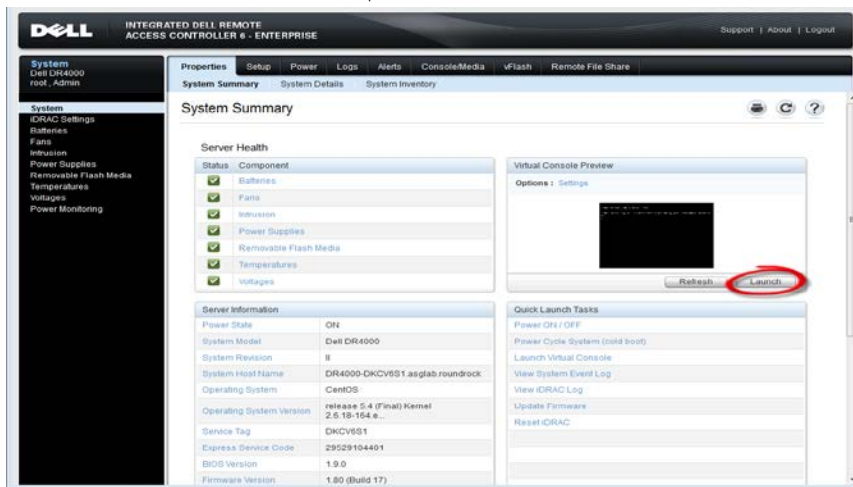 DELL
INTEGRATED DELL REMOTE
ACCESS CONTROLLER 6 - ENTERPRISE
Support | About | Logout
System
Dell DR4000
root , Admin
System
iDRAC Settings
Batteries
Fans
Intrusion
Power Supplies
Removable Flash Media
Temperatures
Voltages
Power Monitoring
Properties Setup Power Logs Alerts Console/Media vFlash Remote File Share
System Summary System Details System Inventory
System Summary
Server Health
Status Component
Batteries
Fans
Intrusion
Power Supplies
Removable Flash Media
Temperatures
Voltages
Virtual Console Preview
Options : Settings
Refresh Launch
Server Information
Power State ON
System Model Dell DR4000
System Revision II
System Host Name DR4000-DKCV6S1.asglab.roundrock
Operating System CentOS
Operating System Version release 5.4 (Final) Kernel
2.6.18-164.e...
Service Tag DKCV6S1
Express Service Code 29529104401
BIOS Version 1.9.0
Firmware Version 1.80 (Build 17)
Quick Launch Tasks
Power ON / OFF
Power Cycle System (cold boot)
Launch Virtual Console
View System Event Log
View iDRAC Log
Update Firmware
Reset iDRAC